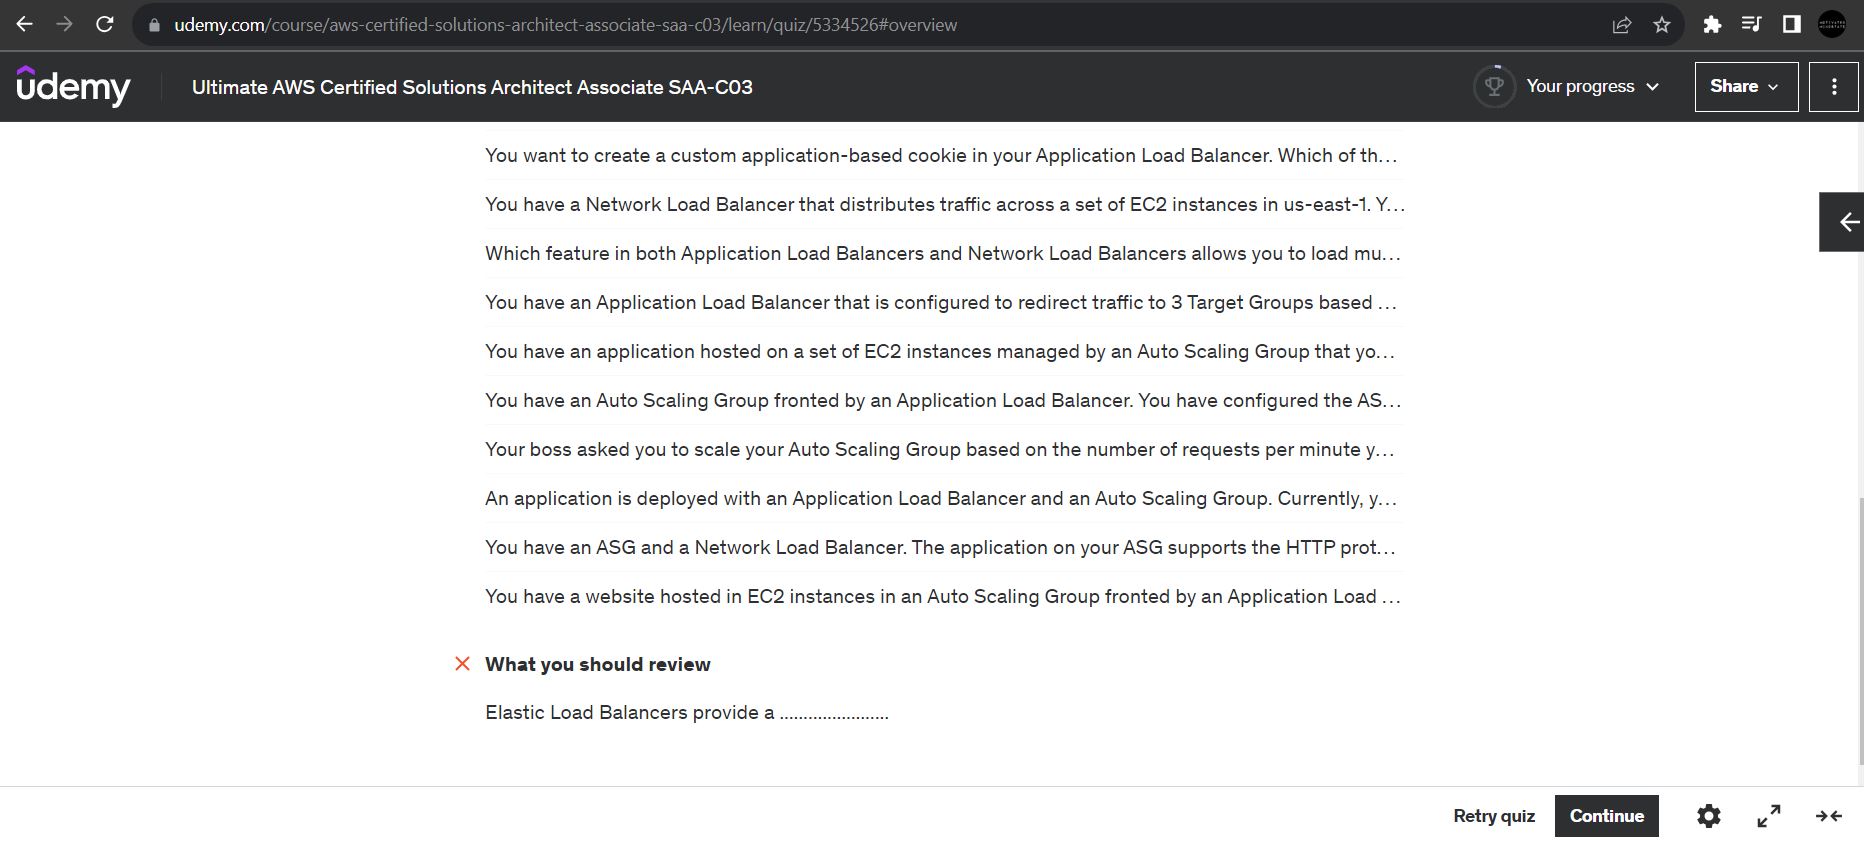 udemy.com/course/aws-certified-solutions-architect-associate-saa-c03/learn/quiz/5334526#overview
udemy
Ultimate AWS Certified Solutions Architect Associate SAA-C03
Your progress
Share
You want to create a custom application-based cookie in your Application Load Balancer. Which of th...
You have a Network Load Balancer that distributes traffic across a set of EC2 instances in us-east-1. Y...
Which feature in both Application Load Balancers and Network Load Balancers allows you to load mu...
You have an Application Load Balancer that is configured to redirect traffic to 3 Target Groups based ...
You have an application hosted on a set of EC2 instances managed by an Auto Scaling Group that yo...
You have an Auto Scaling Group fronted by an Application Load Balancer. You have configured the AS...
Your boss asked you to scale your Auto Scaling Group based on the number of requests per minute y...
An application is deployed with an Application Load Balancer and an Auto Scaling Group. Currently, y...
You have an ASG and a Network Load Balancer. The application on your ASG supports the HTTP prot...
You have a website hosted in EC2 instances in an Auto Scaling Group fronted by an Application Load ...
What you should review
Elastic Load Balancers provide a ......................
Retry quiz
Continue